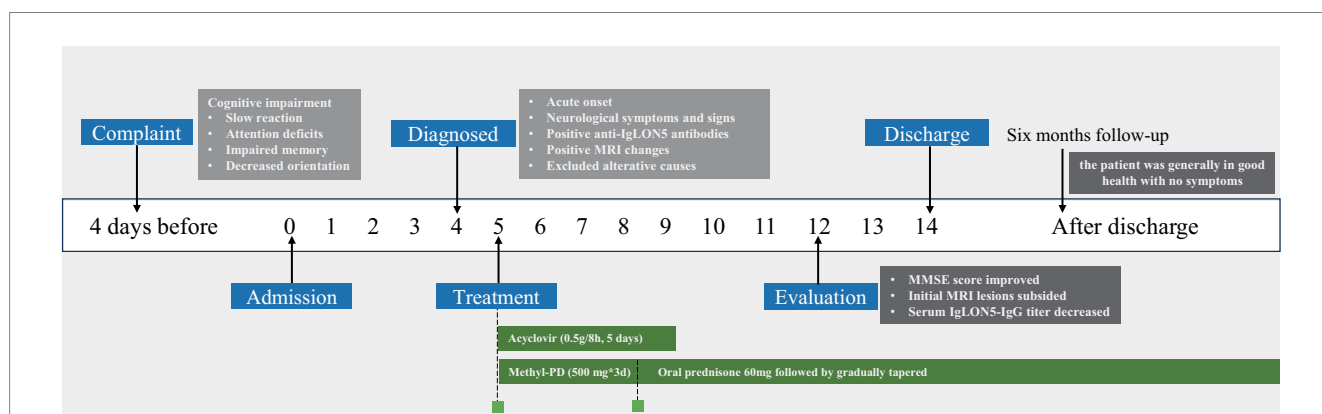 Cognitive impairment
• Slow reaction
• Attention deficits
• Impaired memory
• Decreased orientation
Complaint
• Acute onset
• Neurological symptoms and signs
• Positive anti-IgLON5 antibodies
• Positive MRI changes
• Excluded alterative causes
Diagnosed
Discharge
Six months follow-up
the patient was generally in good
health with no symptoms
4 days before 0 1 2 3 4 5 6 7 8 9 10 11 12 13 14 After discharge
Admission
Treatment
Evaluation
• MMSE score improved
• Initial MRI lesions subsided
• Serum IgLON5-IgG titer decreased
Acyclovir (0.5g/8h, 5 days)
Methyl-PD (500 mg*3d) Oral prednisone 60mg followed by gradually tapered